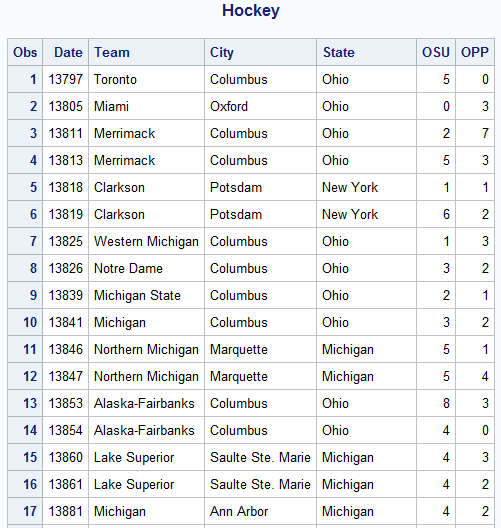 Hockey
Obs Date Team City State OSU OPP
1 13797 Toronto Columbus Ohio 5 0
2 13805 Miami Oxford Ohio 0 3
3 13811 Merrimack Columbus Ohio 2 7
4 13813 Merrimack Columbus Ohio 5 3
5 13818 Clarkson Potsdam New York 1 1
6 13819 Clarkson Potsdam New York 6 2
7 13825 Western Michigan Columbus Ohio 1 3
8 13826 Notre Dame Columbus Ohio 3 2
9 13839 Michigan State Columbus Ohio 2 1
10 13841 Michigan Columbus Ohio 3 2
11 13846 Northern Michigan Marquette Michigan 5 1
12 13847 Northern Michigan Marquette Michigan 5 4
13 13853 Alaska-Fairbanks Columbus Ohio 8 3
14 13854 Alaska-Fairbanks Columbus Ohio 4 0
15 13860 Lake Superior Saulte Ste. Marie Michigan 4 3
16 13861 Lake Superior Saulte Ste. Marie Michigan 4 2
17 13881 Michigan Ann Arbor Michigan 4 2